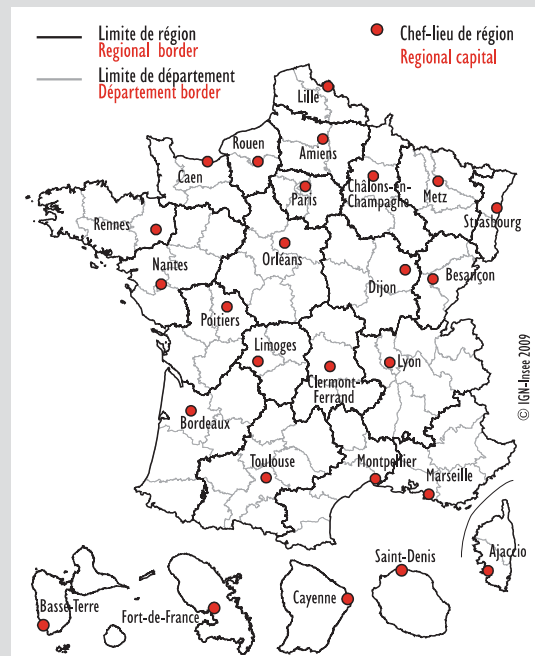 Limite de région
Regional border
Limite de département
Département border
Chef-lieu de région
Regional capital
Lille
Rouen
Amiens
Caen
Paris
Châlons-en-
Champagne
Metz
Strasbourg
Rennes
Orléans
Nantes
Dijon
Besançon
Poitiers
Limoges
Lyon
Clermont-
Ferrand
Bordeaux
Toulouse
Montpellier
Marseille
Ajaccio
Basse-Terre
Fort-de-France
Cayenne
Saint-Denis
© IGN-Insee 2009